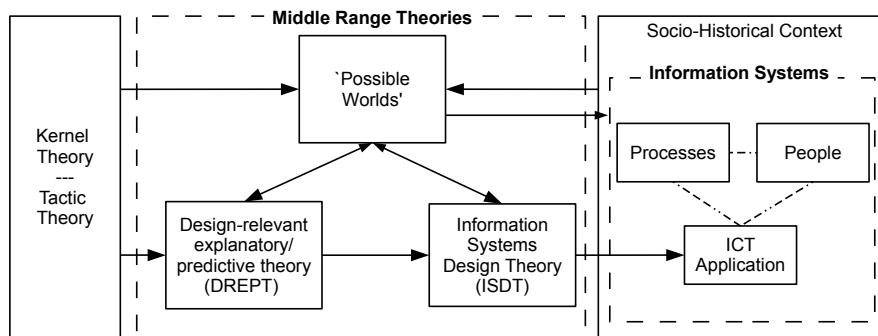 Middle Range Theories
Socio-Historical Context
Information Systems
`Possible
Worlds'
Kernel
Theory
---
Tactic
Theory
Processes
People
Design-relevant
explanatory/
predictive theory
(DREPT)
Information
Systems
Design Theory
(ISDT)
ICT
Application